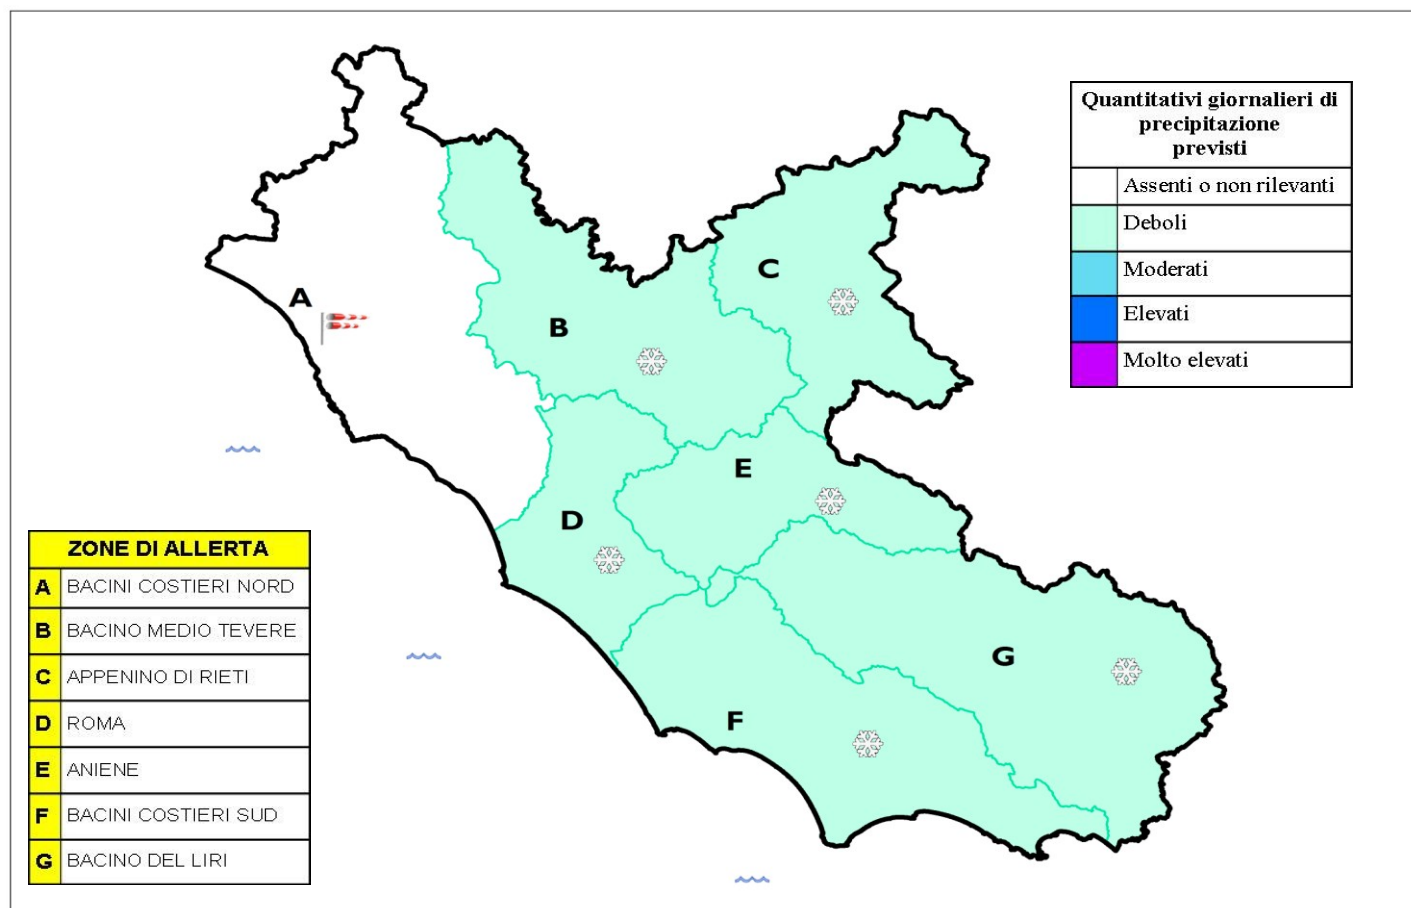 Quantitativi giornalieri di
precipitazione
previsti
Assenti o non rilevanti
Deboli
Moderati
Elevati
Molto elevati
A
B
C
D
E
F
G
ZONE DI ALLERTA
A BACINI COSTIERI NORD
B BACINO MEDIO TEVERE
C APPENINO DI RIETI
D ROMA
E ANIENE
F BACINI COSTIERI SUD
G BACINO DEL LIRI